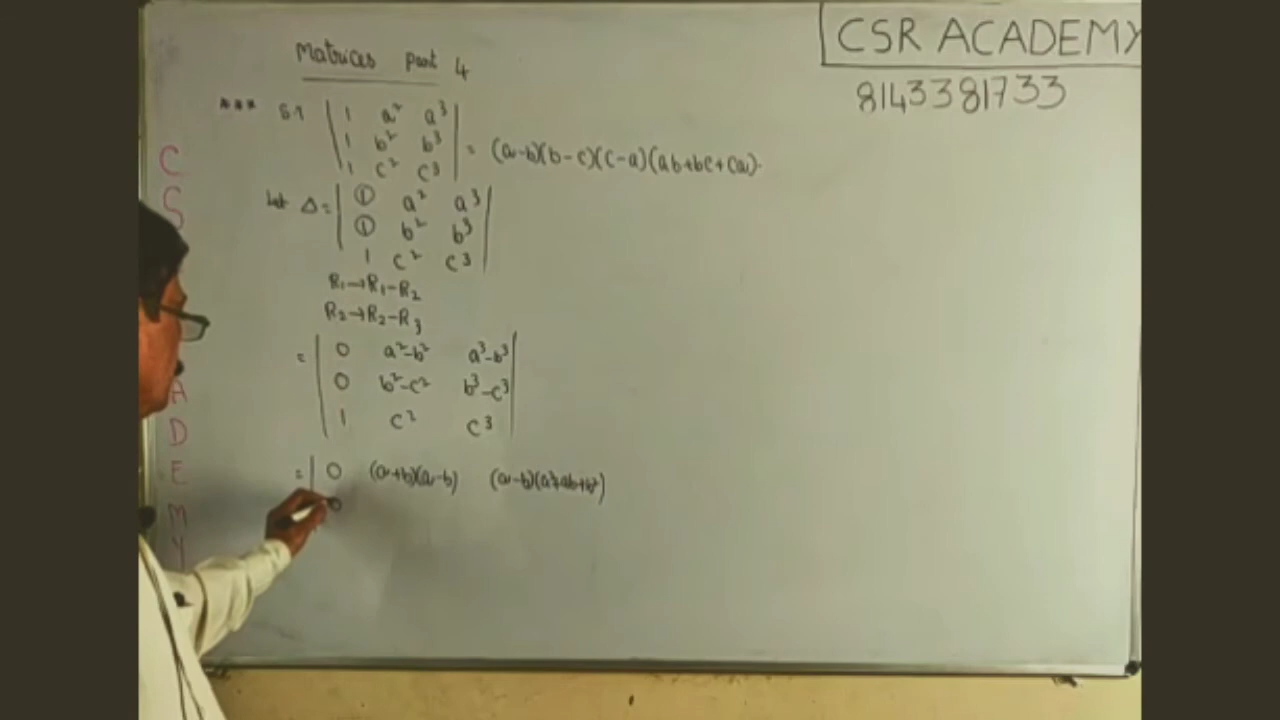 CSR ACADEMY
8143381733
Matrices part 4
*** S.T | 1 a² a³ |
| 1 b² b³ | = (a-b)(b-c)(c-a)(ab+bc+ca).
| 1 c² c³ |
let Δ = | 1 a² a³ |
| 1 b² b³ |
| 1 c² c³ |
R₁→R₁-R₂
R₂→R₂-R₃
= | 0 a²-b² a³-b³ |
| 0 b²-c² b³-c³ |
| 1 c² c³ |
= | 0 (a+b)(a-b) (a-b)(a²+ab+b²)
0
C
S
A
D
E
M
Y